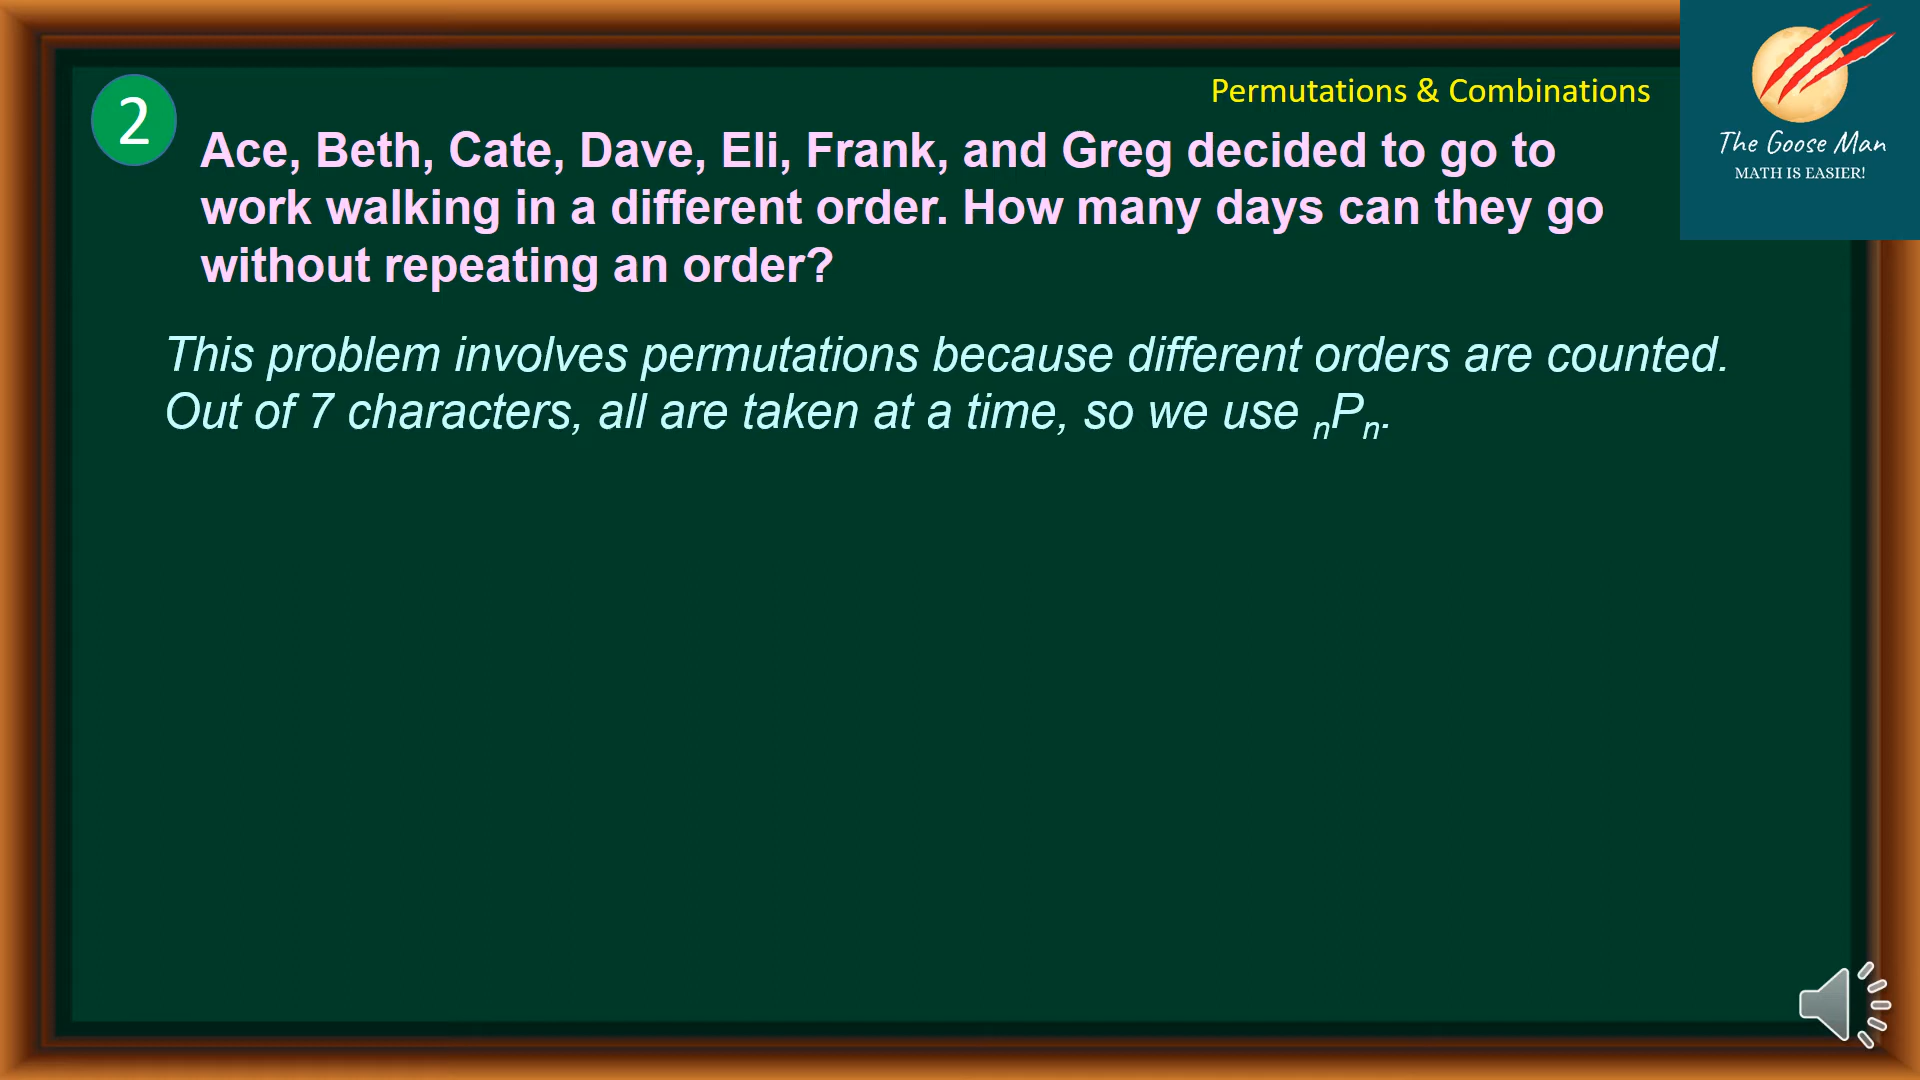 2
Permutations & Combinations
Ace, Beth, Cate, Dave, Eli, Frank, and Greg decided to go to
work walking in a different order. How many days can they go
without repeating an order?
This problem involves permutations because different orders are counted.
Out of 7 characters, all are taken at a time, so we use nPn.
The Goose Man
MATH IS EASIER!